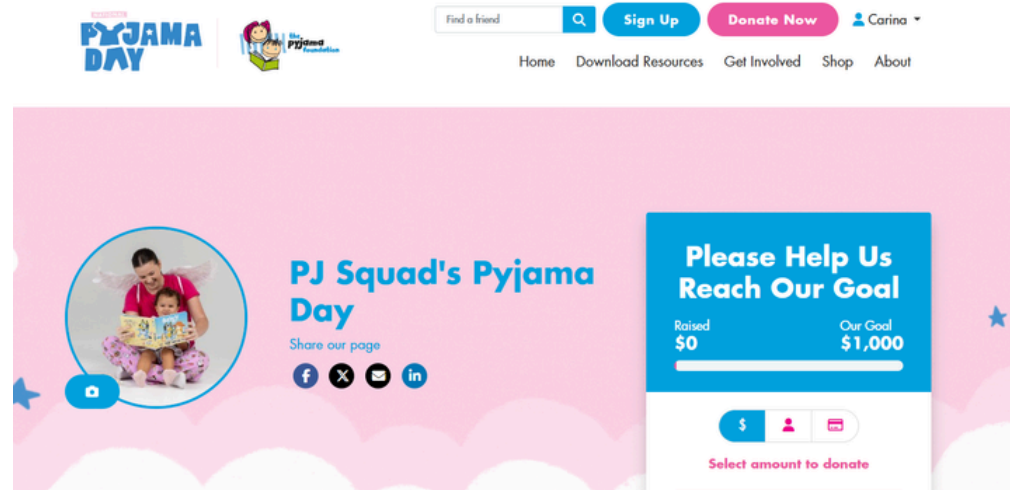 NATIONAL
PYJAMA
DAY
the
pyjama
foundation
Find a friend
Sign Up
Donate Now
Carina
Home Download Resources Get Involved Shop About
PJ Squad's Pyjama
Day
Share our page
Please Help Us
Reach Our Goal
Raised Our Goal
$0 $1,000
$
Select amount to donate